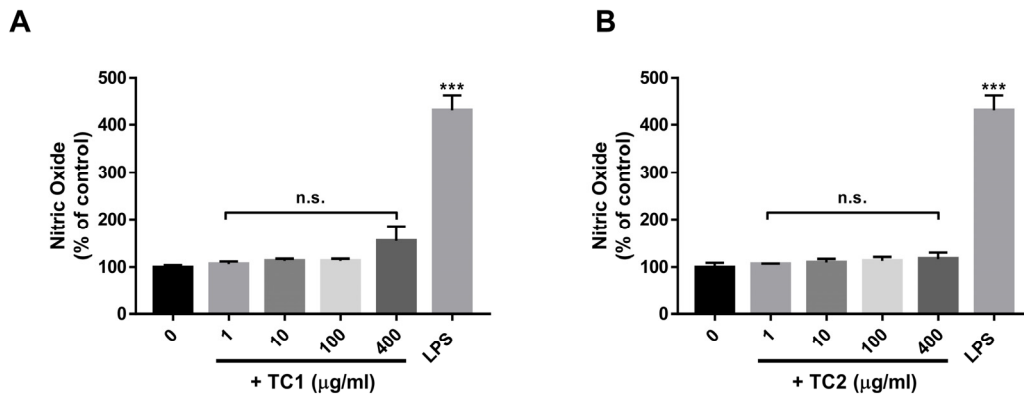 A
Nitric Oxide
(% of control)
500
400
300
200
100
0
***
n.s.
0
1
10
100
400
LPS
+ TC1 (μg/ml)
B
Nitric Oxide
(% of control)
500
400
300
200
100
0
***
n.s.
0
1
10
100
400
LPS
+ TC2 (μg/ml)